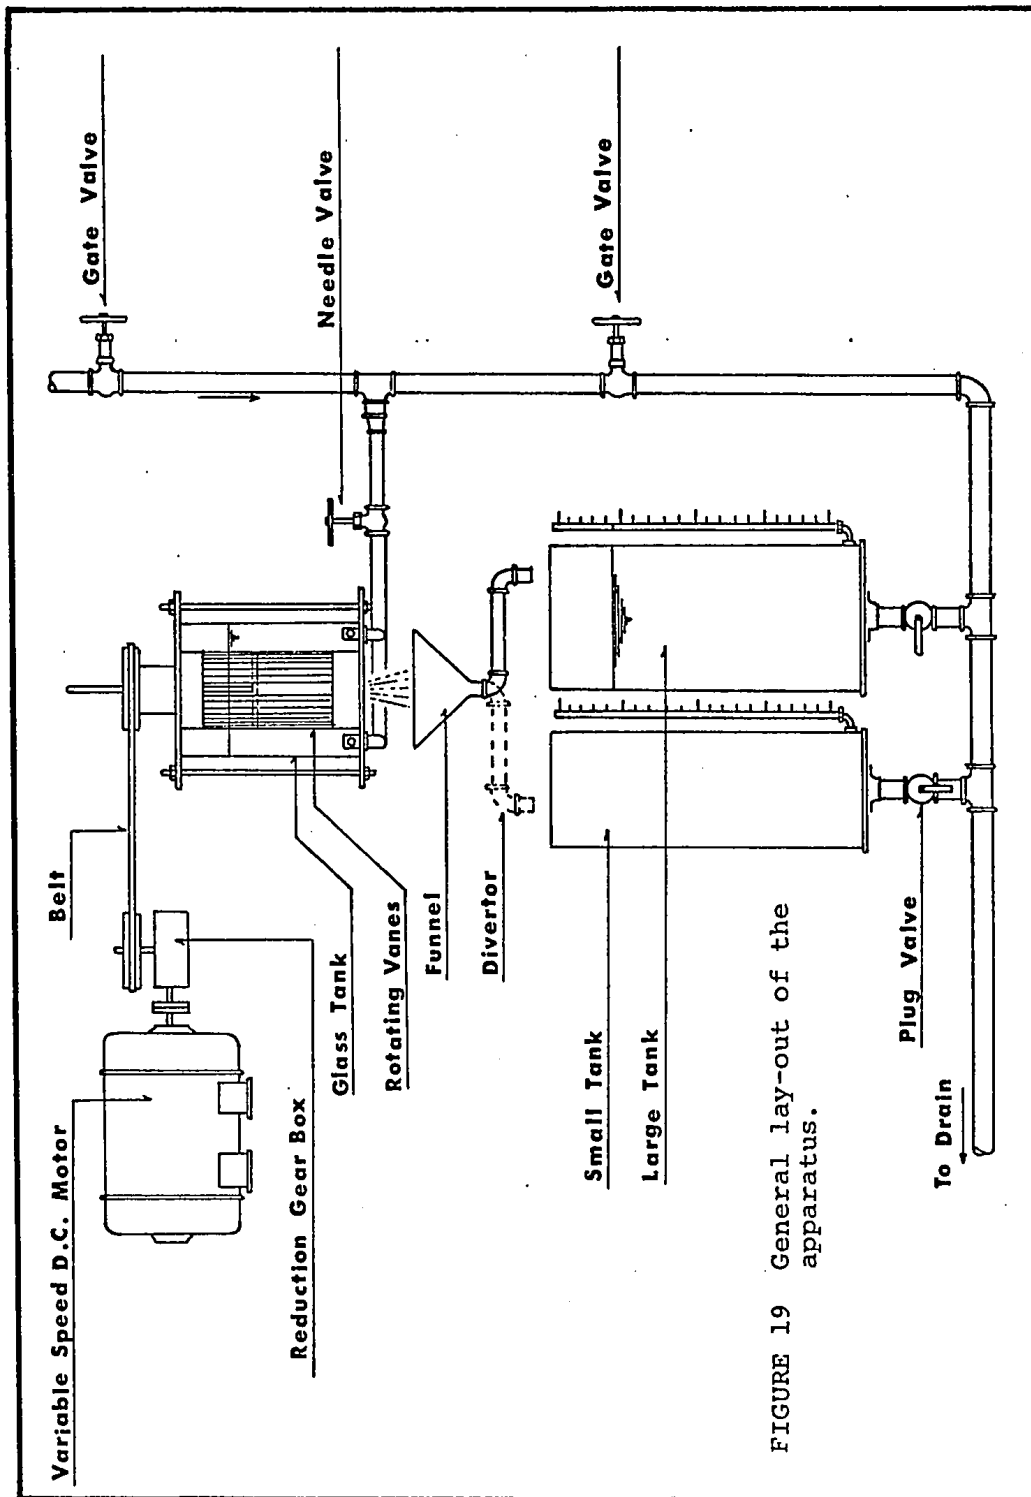 Variable Speed D.C. Motor
Belt
Gate Valve
Reduction Gear Box
Glass Tank
Rotating Vanes
Needle Valve
Funnel
Divertor
Small Tank
Large Tank
Gate Valve
Plug Valve
To Drain
FIGURE 19 General lay-out of the
apparatus.